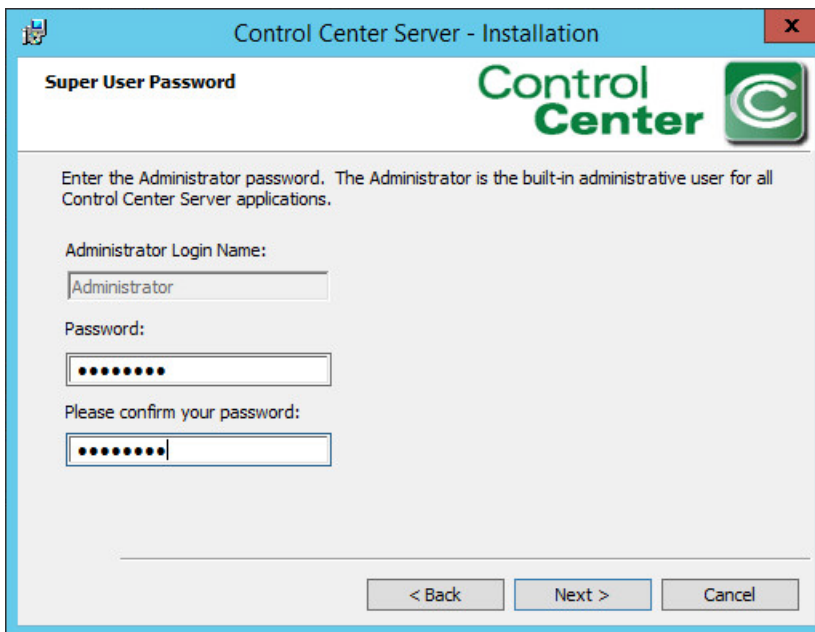 Control Center Server - Installation
x
Super User Password
Control
Center
Enter the Administrator password.  The Administrator is the built-in administrative user for all
Control Center Server applications.
Administrator Login Name:
Administrator
Password:
••••••••
Please confirm your password:
••••••••
< Back
Next >
Cancel